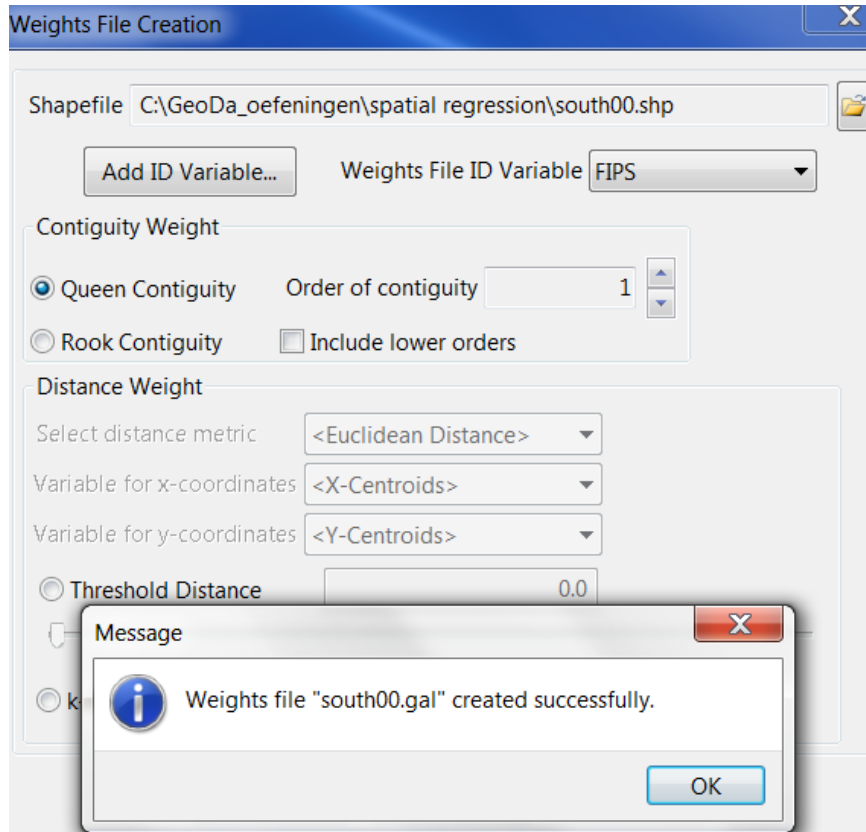 Weights File Creation
X
Shapefile C:\GeoDa_oefeningen\spatial regression\south00.shp
Add ID Variable... Weights File ID Variable FIPS
Contiguity Weight
Queen Contiguity Order of contiguity 1
Rook Contiguity Include lower orders
Distance Weight
Select distance metric <Euclidean Distance>
Variable for x-coordinates <X-Centroids>
Variable for y-coordinates <Y-Centroids>
Threshold Distance 0.0
Message
X
Weights file "south00.gal" created successfully.
OK